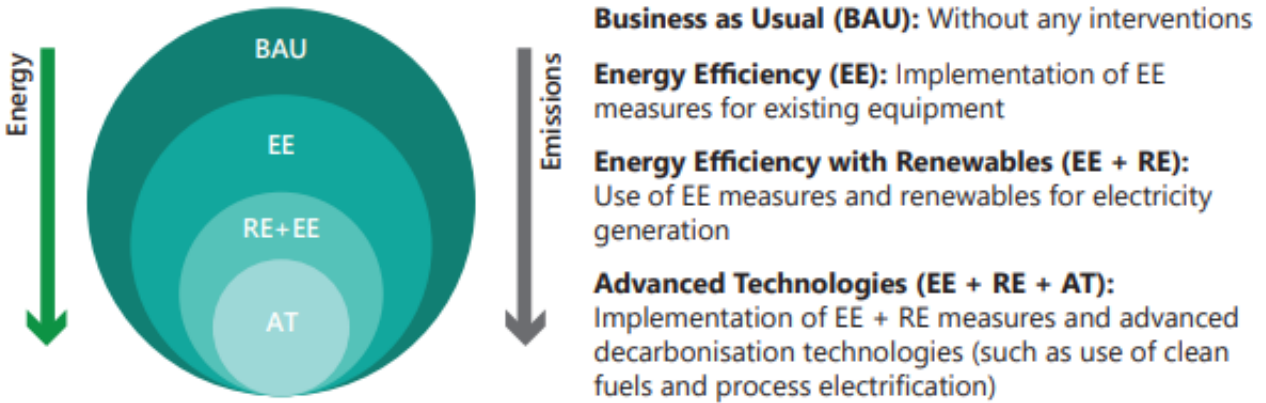 Energy
BAU
EE
RE+EE
AT
Emissions
Business as Usual (BAU): Without any interventions
Energy Efficiency (EE): Implementation of EE
measures for existing equipment
Energy Efficiency with Renewables (EE + RE):
Use of EE measures and renewables for electricity
generation
Advanced Technologies (EE + RE + AT):
Implementation of EE + RE measures and advanced
decarbonisation technologies (such as use of clean
fuels and process electrification)